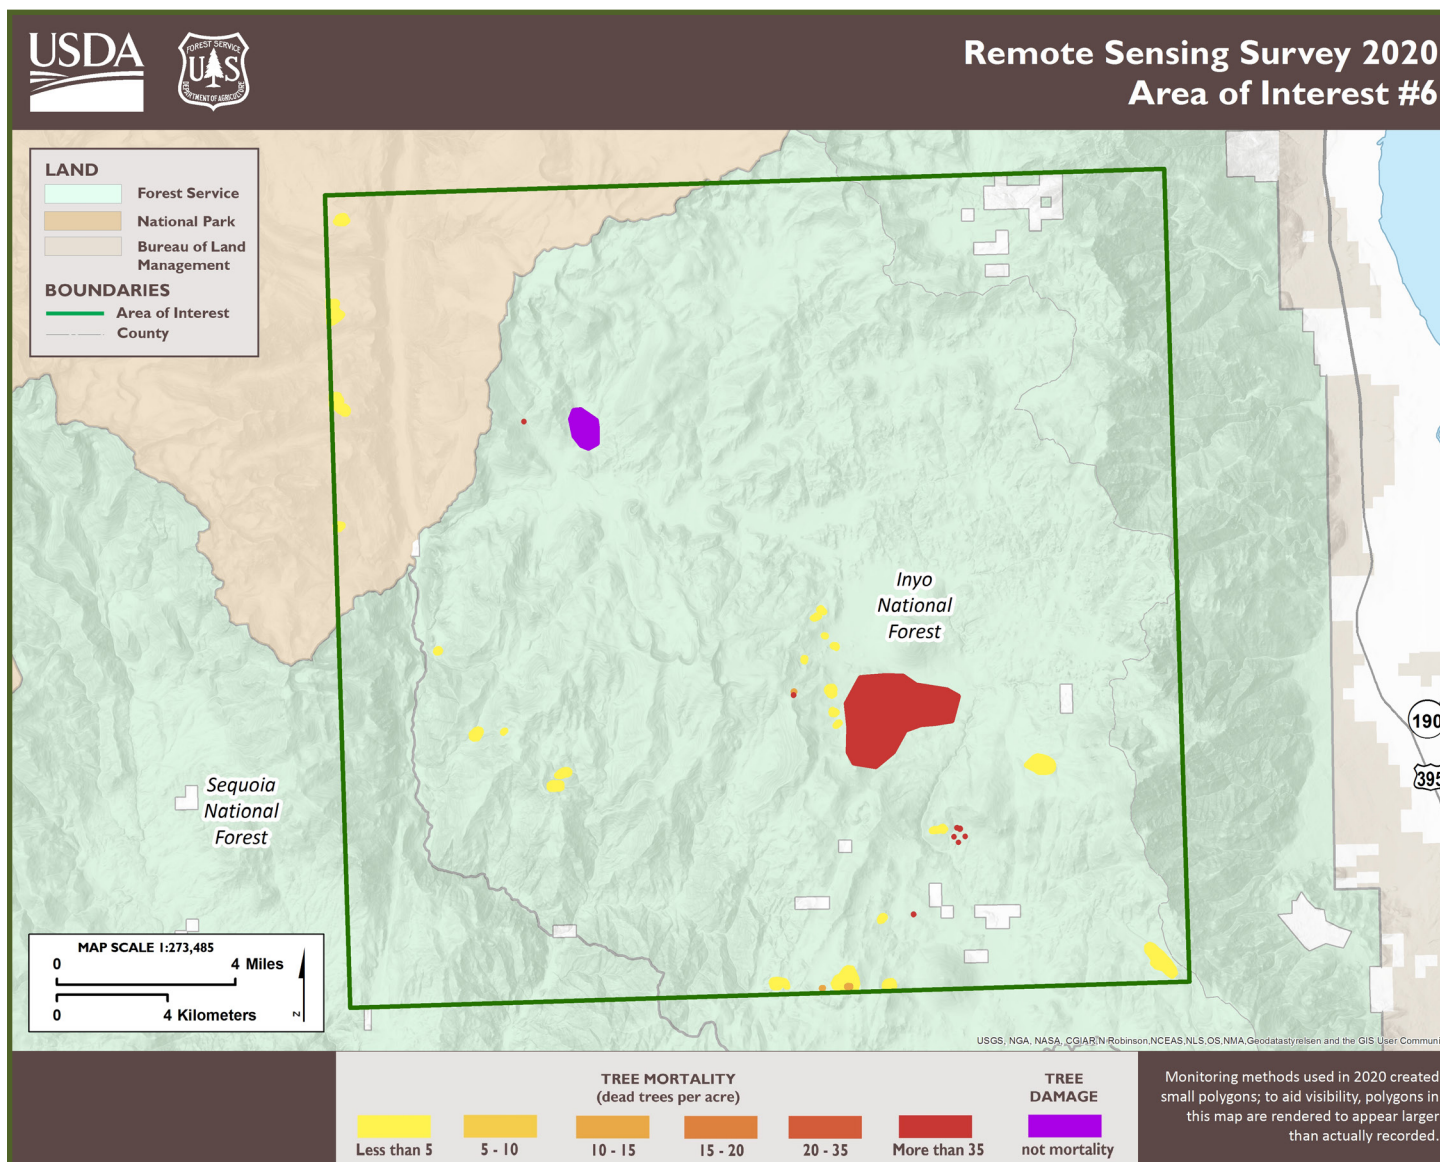 USDA
FOREST SERVICE
U S
DEPARTMENT OF AGRICULTURE
Remote Sensing Survey 2020
Area of Interest #6
LAND
Forest Service
National Park
Bureau of Land
Management
BOUNDARIES
Area of Interest
County
Inyo
National
Forest
Sequoia
National
Forest
190
395
MAP SCALE 1:273,485
0 4 Miles
0 4 Kilometers
N
USGS, NGA, NASA, CGIAR,N Robinson,NCEAS,NLS,OS,NMA,Geodatastyrelsen and the GIS User Communi
TREE MORTALITY
(dead trees per acre)
Less than 5
5 - 10
10 - 15
15 - 20
20 - 35
More than 35
TREE
DAMAGE
not mortality
Monitoring methods used in 2020 created
small polygons; to aid visibility, polygons in
this map are rendered to appear larger
than actually recorded.